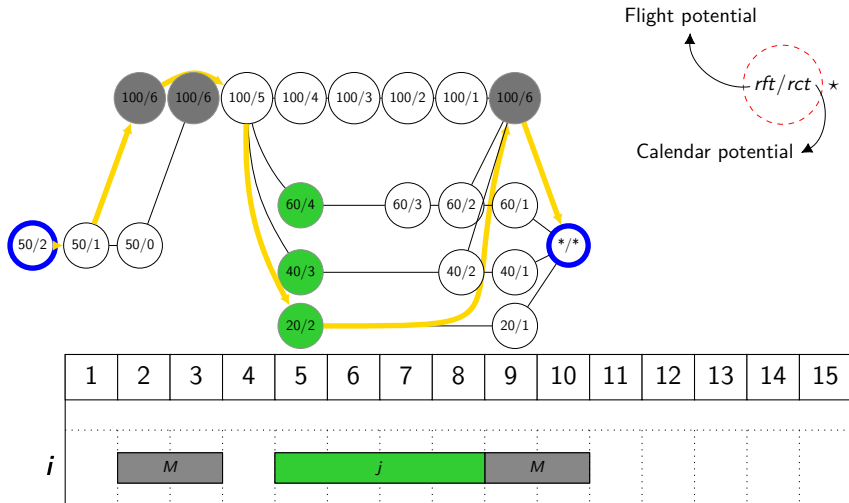 Flight potential
rft/rct ⋆
Calendar potential
100/6 100/6 100/5 100/4 100/3 100/2 100/1 100/6
60/4 60/3 60/2 60/1
50/2 50/1 50/0 */*
40/3 40/2 40/1
20/2 20/1
1 2 3 4 5 6 7 8 9 10 11 12 13 14 15
i M j M